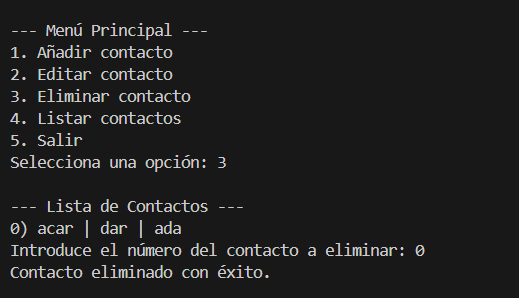 --- Menú Principal ---
1. Añadir contacto
2. Editar contacto
3. Eliminar contacto
4. Listar contactos
5. Salir
Selecciona una opción: 3
--- Lista de Contactos ---
0) acar | dar | ada
Introduce el número del contacto a eliminar: 0
Contacto eliminado con éxito.